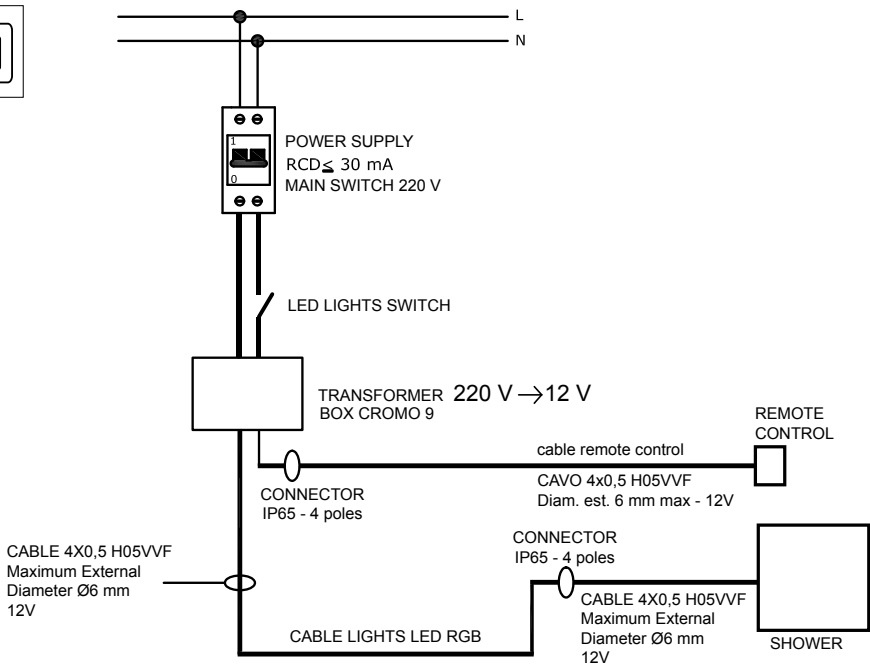 L
N
1
0
POWER SUPPLY
RCD≤ 30 mA
MAIN SWITCH 220 V
LED LIGHTS SWITCH
TRANSFORMER 220 V →12 V
BOX CROMO 9
REMOTE
CONTROL
cable remote control
CAVO 4x0,5 H05VVF
Diam. est. 6 mm max - 12V
CONNECTOR
IP65 - 4 poles
CONNECTOR
IP65 - 4 poles
CABLE 4X0,5 H05VVF
Maximum External
Diameter Ø6 mm
12V
CABLE 4X0,5 H05VVF
Maximum External
Diameter Ø6 mm
12V
CABLE LIGHTS LED RGB
SHOWER